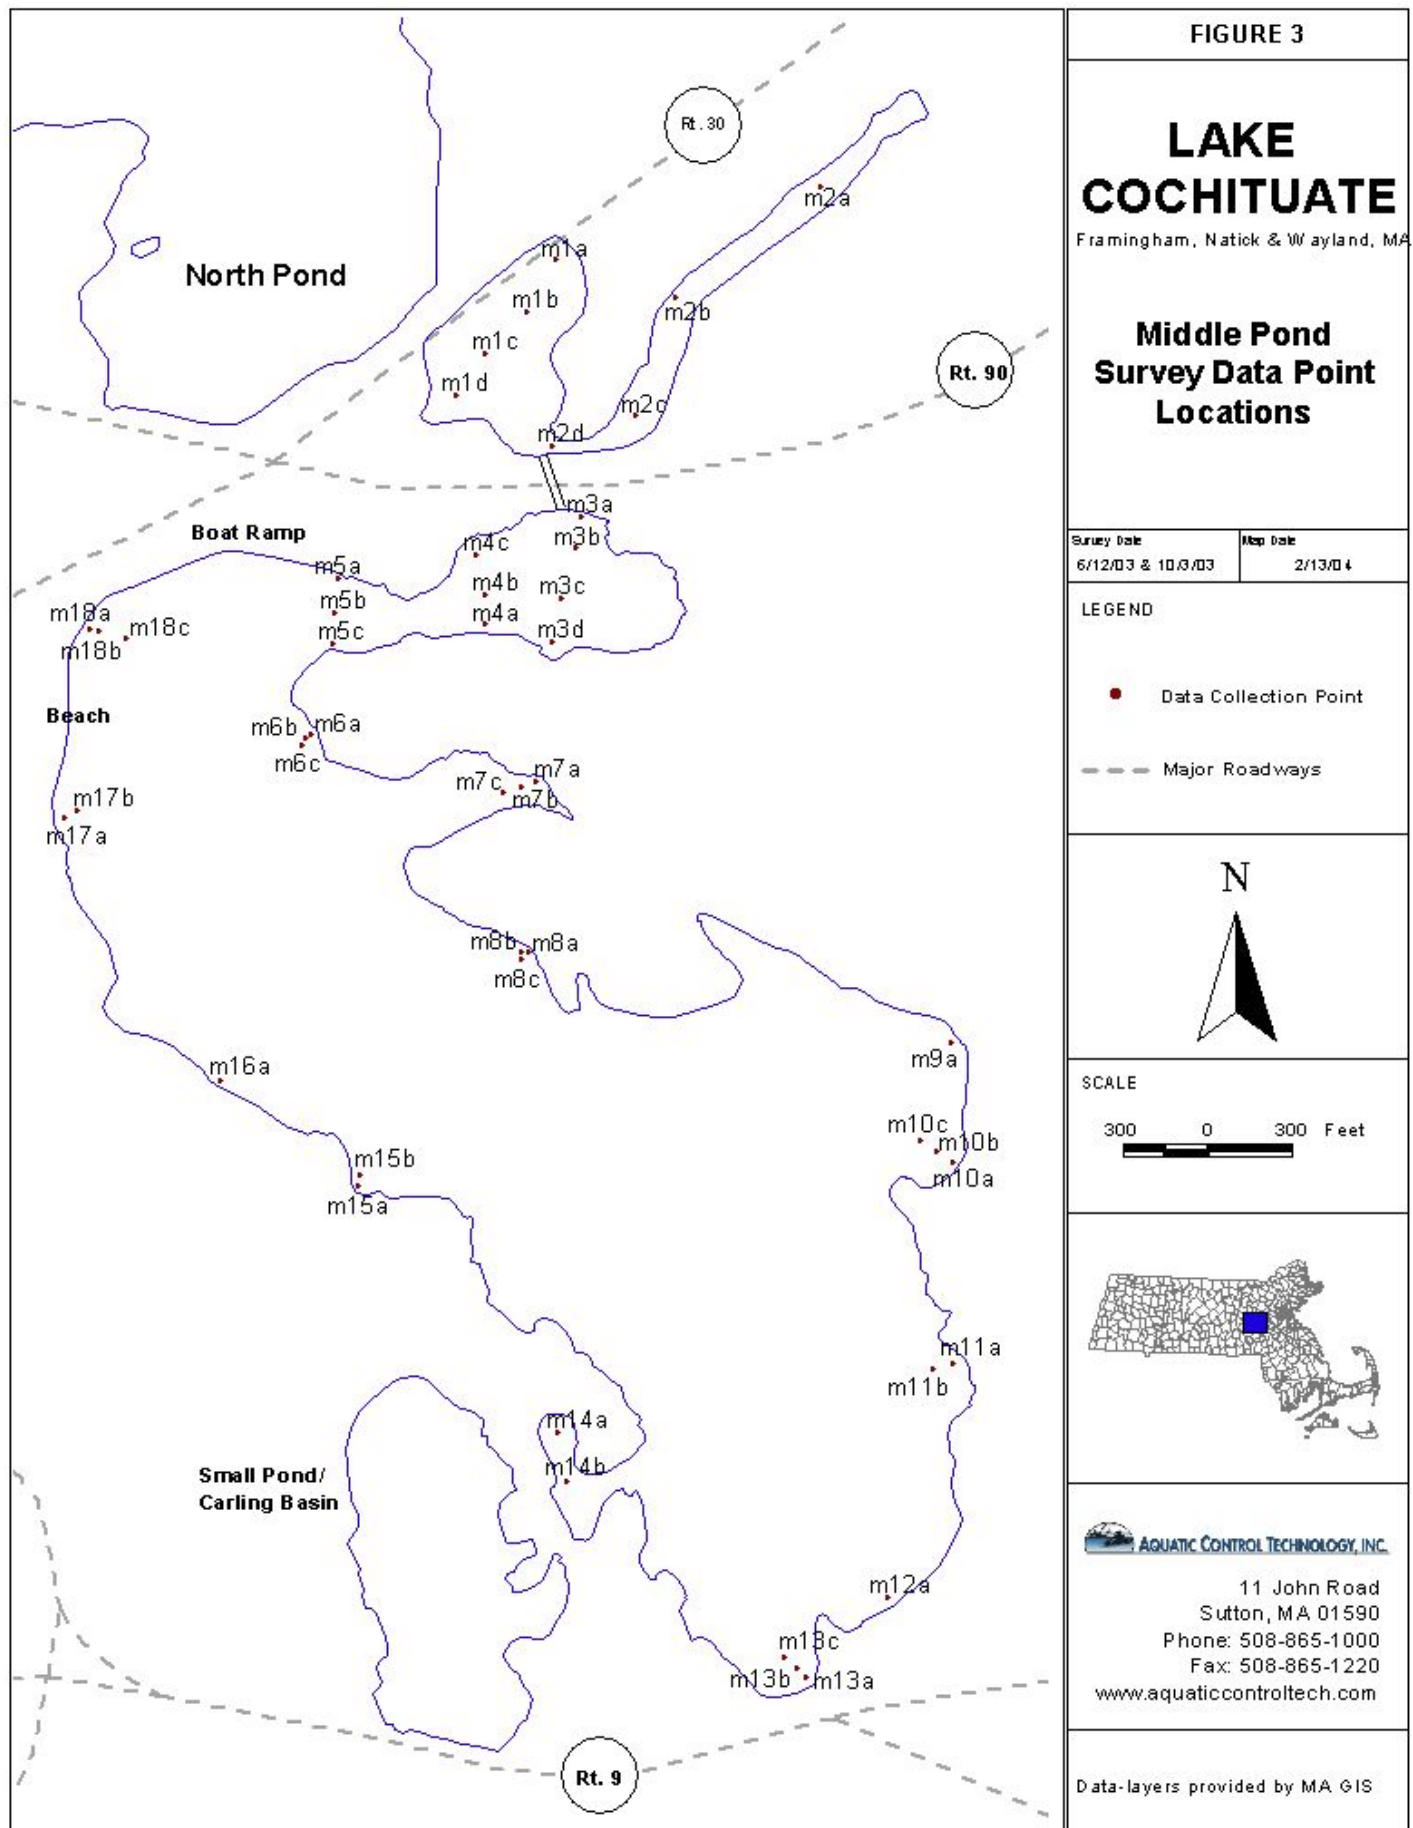 FIGURE 3
LAKE
COCHITUATE
Framingham, Natick & Wayland, MA
Middle Pond
Survey Data Point
Locations
Survey Date
6/12/03 & 10/3/03
Map Date
2/13/04
LEGEND
Data Collection Point
Major Roadways
N
SCALE
300 0 300 Feet
AQUATIC CONTROL TECHNOLOGY, INC.
11 John Road
Sutton, MA 01590
Phone: 508-865-1000
Fax: 508-865-1220
www.aquaticcontroltech.com
Data-layers provided by MA GIS
Rt. 30
m2a
m1a
North Pond
m1b
m2b
m1c
Rt. 90
m1d
m2c
m2d
m3a
Boat Ramp
m4c
m3b
m5a
m4b
m3c
m5b
m18a
m4a
m18c
m5c
m3d
m18b
Beach
m6b
m6a
m6c
m7a
m7c
m7b
m17b
m17a
m8b
m8a
m8c
m9a
m16a
m10c
m10b
m15b
m10a
m15a
m11a
m11b
m14a
m14b
Small Pond/
Carling Basin
m12a
m13c
m13b
m13a
Rt. 9